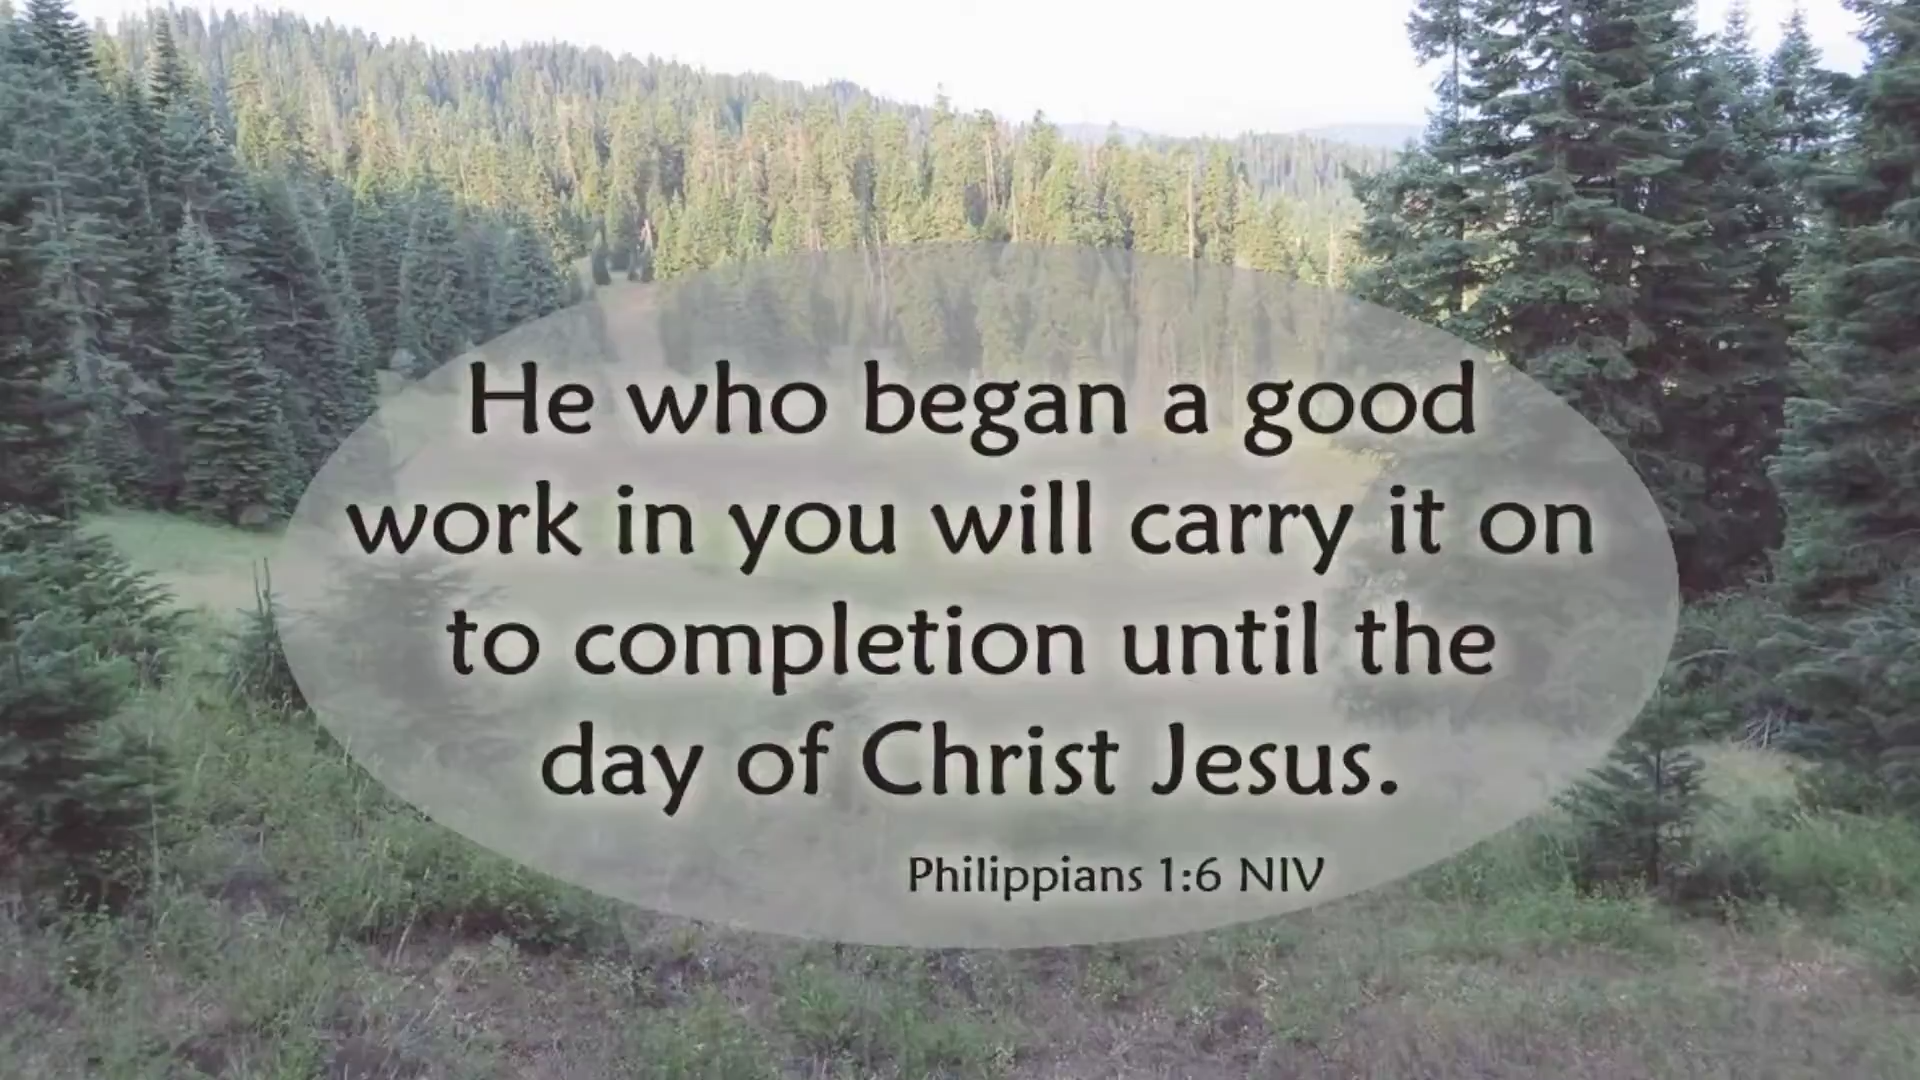 He who began a good
work in you will carry it on
to completion until the
day of Christ Jesus.
Philippians 1:6 NIV